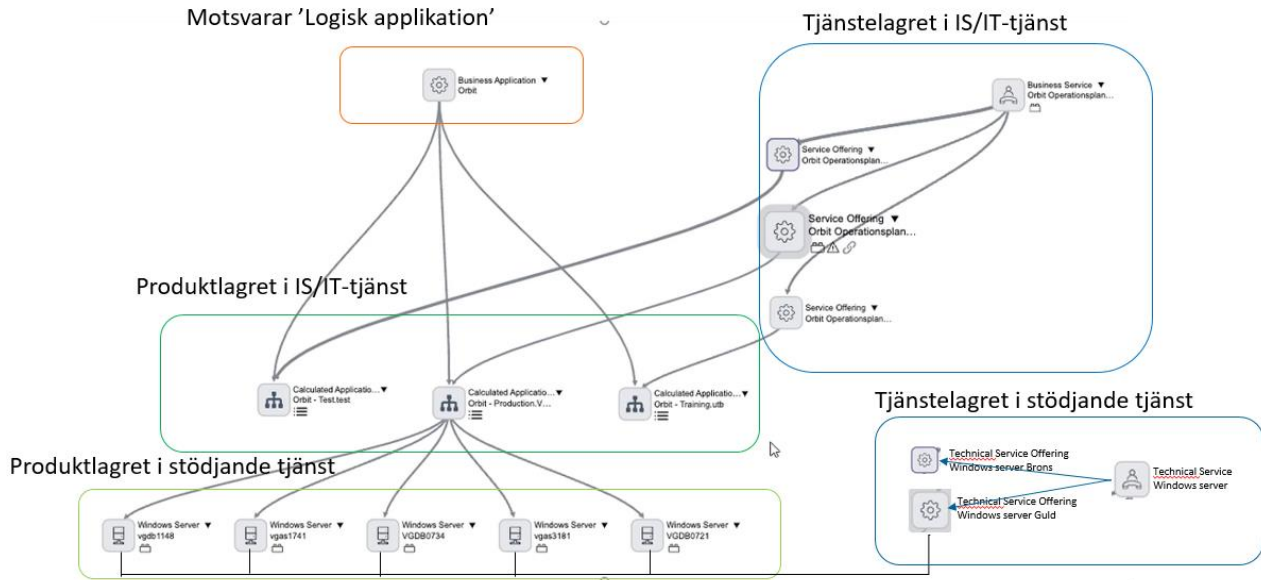 Motsvarar ’Logisk applikation’
Tjänstelagret i IS/IT-tjänst
Business Application ▼
Orbit
Business Service ▼
Orbit Operationsplan...
Service Offering ▼
Orbit Operationsplan...
Service Offering ▼
Orbit Operationsplan...
Produktlagret i IS/IT-tjänst
Service Offering ▼
Orbit Operationsplan...
Calculated Applicatio...▼
Orbit - Test.test
Calculated Applicatio...▼
Orbit - Production.V...
Calculated Applicatio...▼
Orbit - Training.utb
Tjänstelagret i stödjande tjänst
Technical Service Offering
Windows server Brons
Technical Service
Windows server
Technical Service Offering
Windows server Guld
Produktlagret i stödjande tjänst
Windows Server ▼
vgdb1148
Windows Server ▼
vgas1741
Windows Server ▼
VGDB0734
Windows Server ▼
vgas3181
Windows Server ▼
VGDB0721